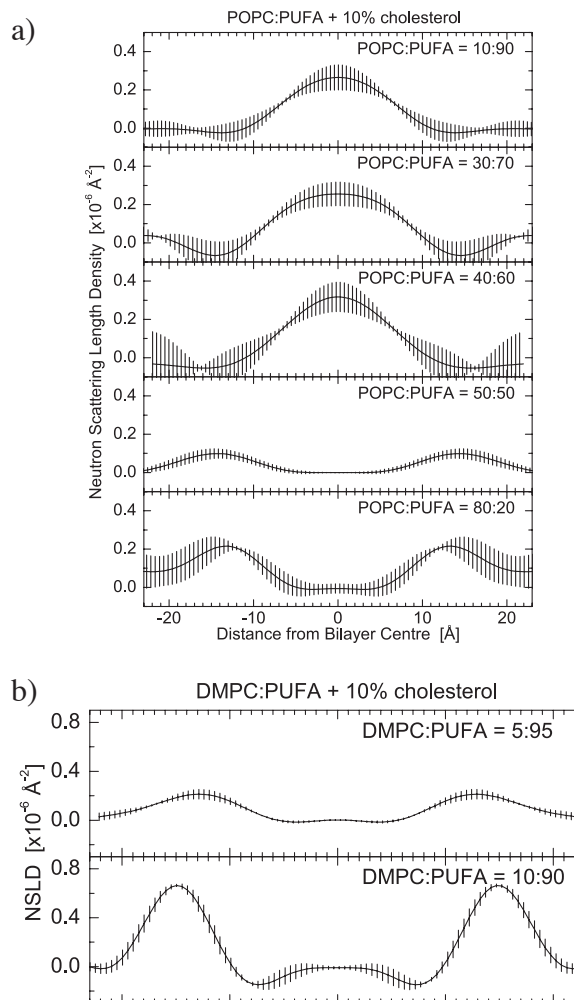 a)
POPC:PUFA + 10% cholesterol
Neutron Scattering Length Density [x10⁻⁶ Å⁻²]
POPC:PUFA = 10:90
0.4
0.2
0.0
POPC:PUFA = 30:70
0.4
0.2
0.0
POPC:PUFA = 40:60
0.4
0.2
0.0
POPC:PUFA = 50:50
0.4
0.2
0.0
POPC:PUFA = 80:20
0.4
0.2
0.0
-20 -10 0 10 20
Distance from Bilayer Centre [Å]
b)
DMPC:PUFA + 10% cholesterol
NSLD [x10⁻⁶ Å⁻²]
DMPC:PUFA = 5:95
0.8
0.4
0.0
DMPC:PUFA = 10:90
0.8
0.4
0.0